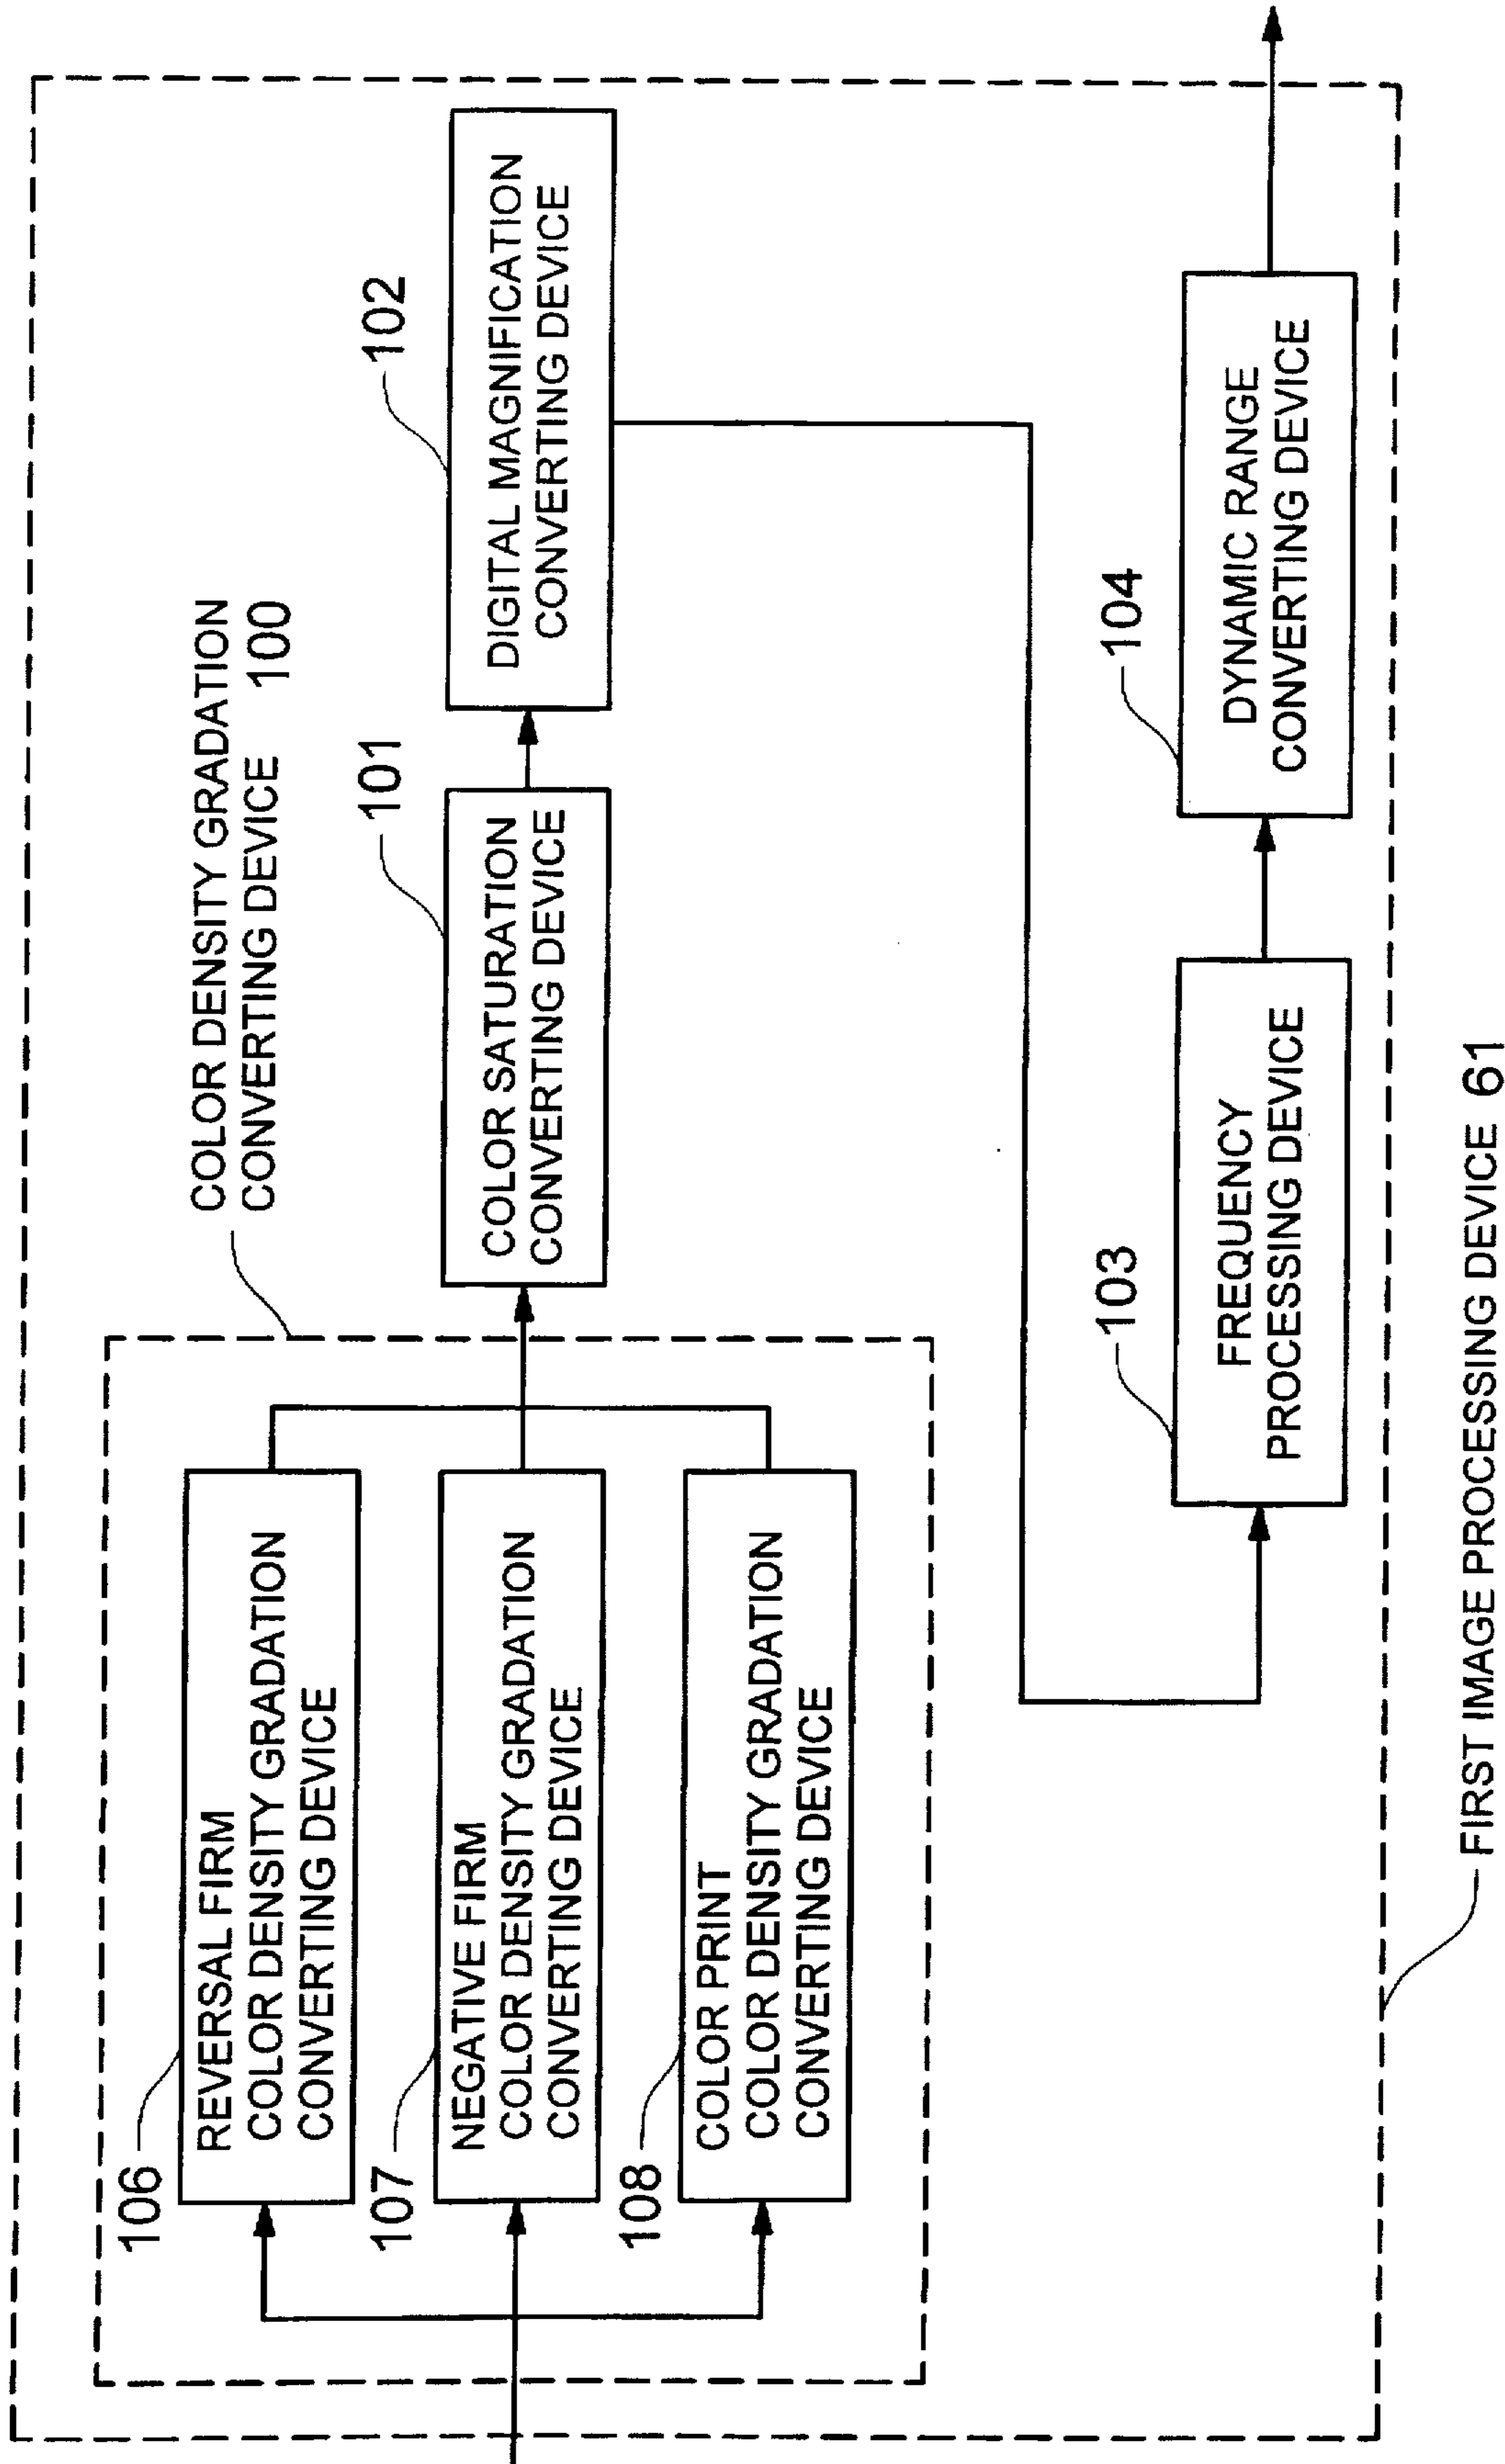 COLOR DENSITY GRADATION
CONVERTING DEVICE 100
106
REVERSAL FIRM
COLOR DENSITY GRADATION
CONVERTING DEVICE
107
NEGATIVE FIRM
COLOR DENSITY GRADATION
CONVERTING DEVICE
108
COLOR PRINT
COLOR DENSITY GRADATION
CONVERTING DEVICE
101
COLOR SATURATION
CONVERTING DEVICE
102
DIGITAL MAGNIFICATION
CONVERTING DEVICE
103
FREQUENCY
PROCESSING DEVICE
104
DYNAMIC RANGE
CONVERTING DEVICE
FIRST IMAGE PROCESSING DEVICE 61